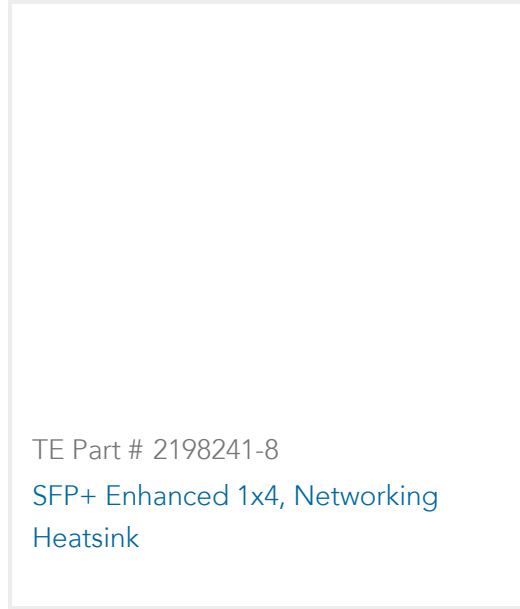 TE Part # 2198241-8
SFP+ Enhanced 1x4, Networking
Heatsink